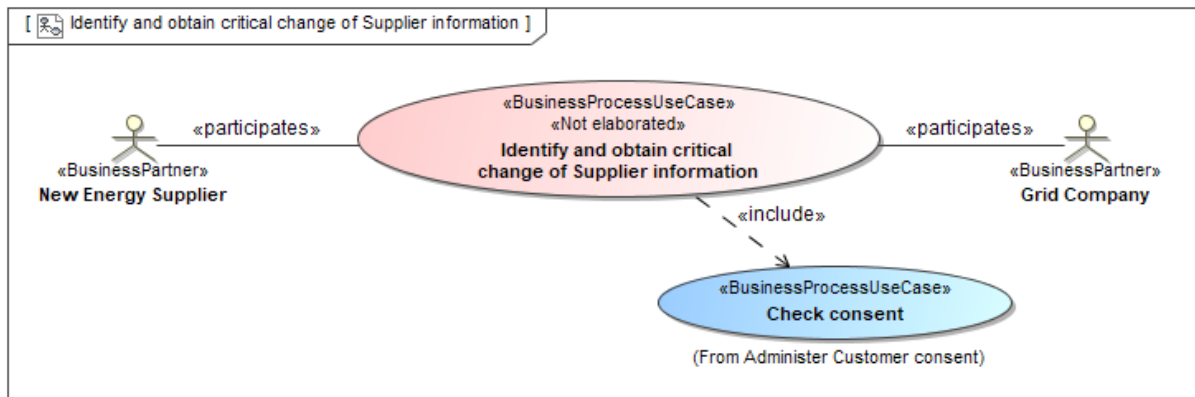 [ Identify and obtain critical change of Supplier information ]
«BusinessProcessUseCase»
«Not elaborated»
Identify and obtain critical
change of Supplier information
«participates»
«participates»
«BusinessPartner»
New Energy Supplier
«BusinessPartner»
Grid Company
«include»
«BusinessProcessUseCase»
Check consent
(From Administer Customer consent)